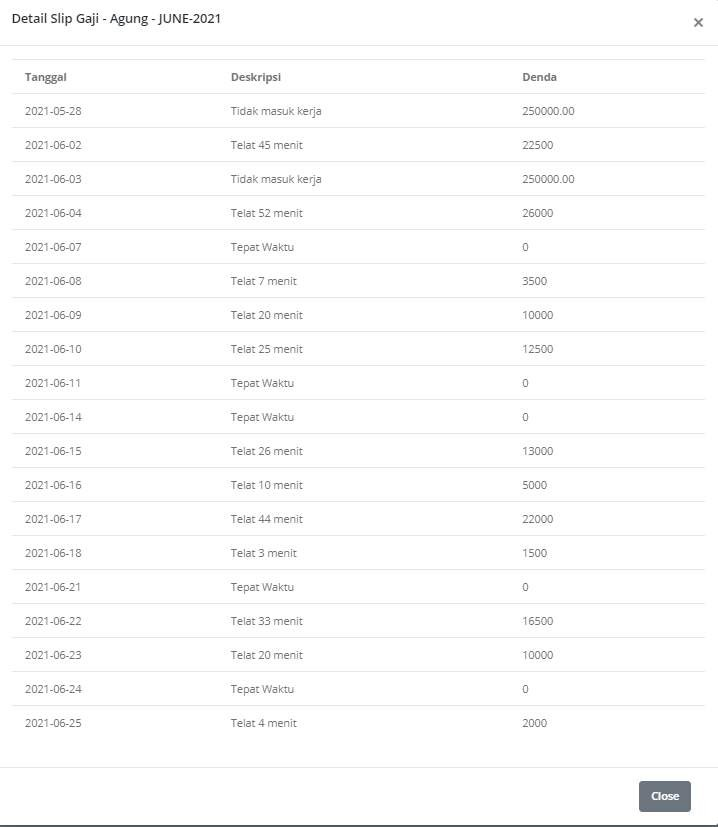 Detail Slip Gaji - Agung - JUNE-2021
×
Tanggal Deskripsi Denda
2021-05-28 Tidak masuk kerja 250000.00
2021-06-02 Telat 45 menit 22500
2021-06-03 Tidak masuk kerja 250000.00
2021-06-04 Telat 52 menit 26000
2021-06-07 Tepat Waktu 0
2021-06-08 Telat 7 menit 3500
2021-06-09 Telat 20 menit 10000
2021-06-10 Telat 25 menit 12500
2021-06-11 Tepat Waktu 0
2021-06-14 Tepat Waktu 0
2021-06-15 Telat 26 menit 13000
2021-06-16 Telat 10 menit 5000
2021-06-17 Telat 44 menit 22000
2021-06-18 Telat 3 menit 1500
2021-06-21 Tepat Waktu 0
2021-06-22 Telat 33 menit 16500
2021-06-23 Telat 20 menit 10000
2021-06-24 Tepat Waktu 0
2021-06-25 Telat 4 menit 2000
Close